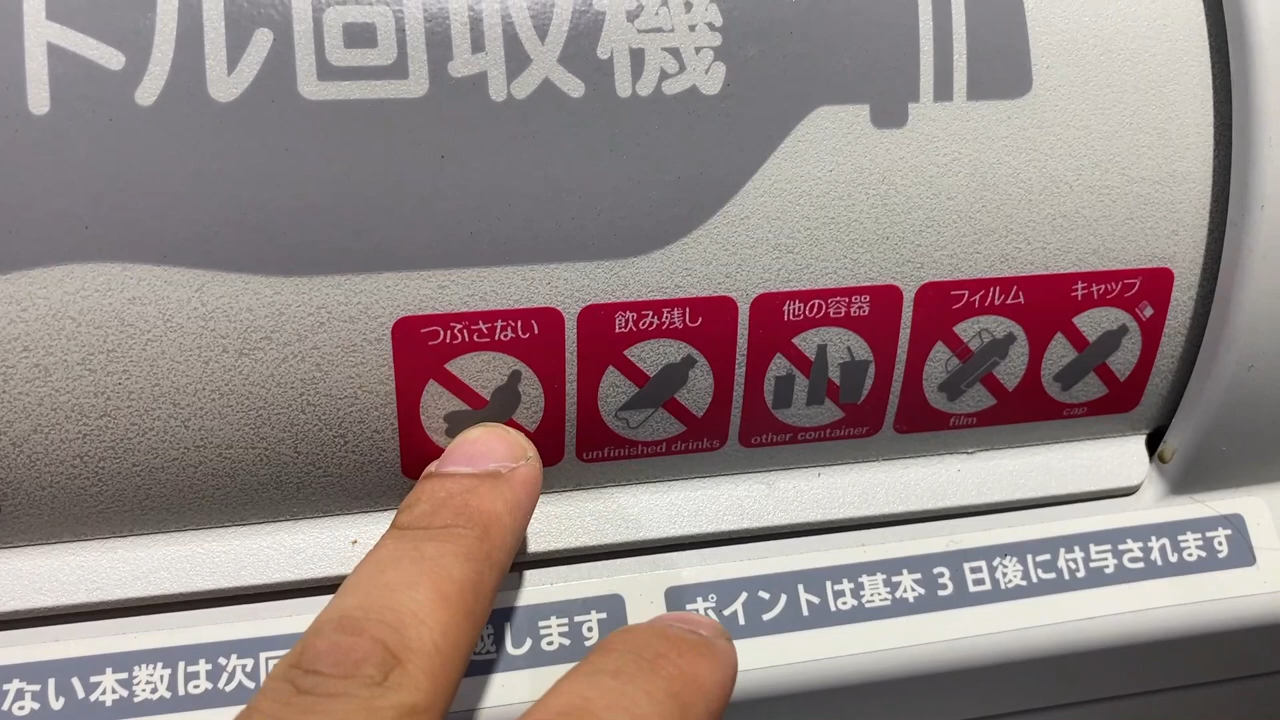 トル回収機
つぶさない
飲み残し
unfinished drinks
他の容器
other container
フィルム
film
キャップ
cap
ない本数は次回
減します
ポイントは基本3日後に付与されます